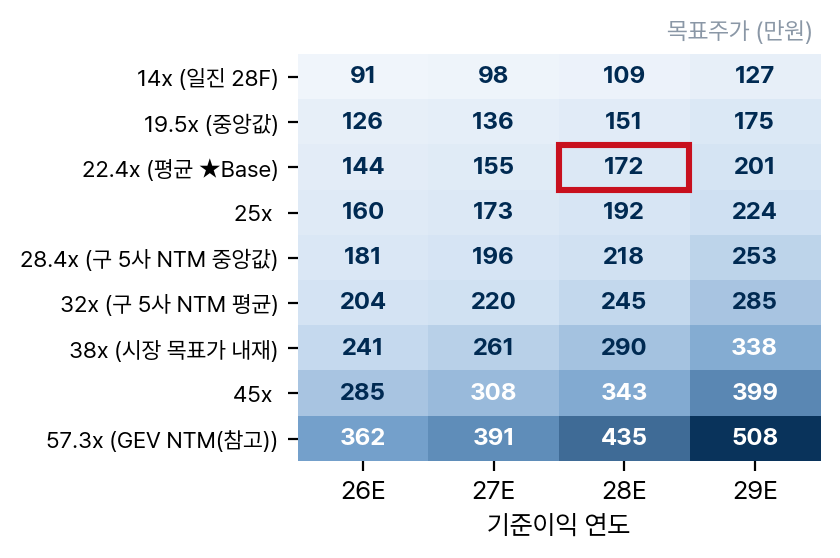 목표주가 (만원)
14x (일진 28F) 91 98 109 127
19.5x (중앙값) 126 136 151 175
22.4x (평균 ★Base) 144 155 172 201
25x 160 173 192 224
28.4x (구 5사 NTM 중앙값) 181 196 218 253
32x (구 5사 NTM 평균) 204 220 245 285
38x (시장 목표가 내재) 241 261 290 338
45x 285 308 343 399
57.3x (GEV NTM(참고)) 362 391 435 508
26E 27E 28E 29E
기준이익 연도